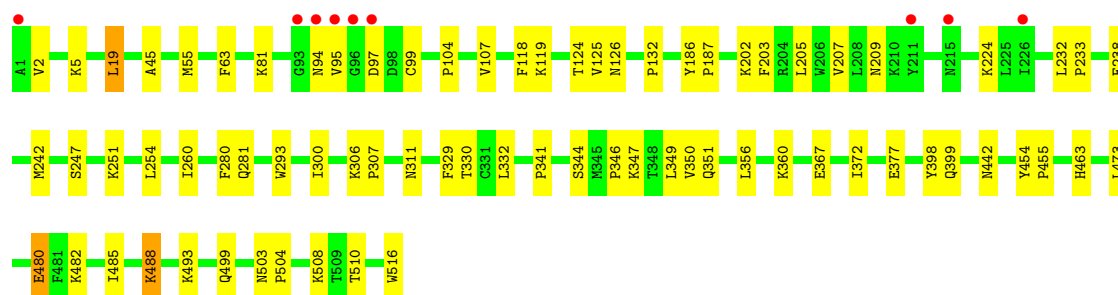 A1 V2 K5 L19 A45 M55 F63 K81 G93 N94 V95 G96 D97 D98 C99 P104 V107 F118 K119 T124 V125 N126 P132 Y186 P187 K202 F203 R204 L205 W206 V207 L208 N209 K210 Y211 N215 K224 L225 I226 L232 P233
M242 S247 K251 L254 I260 F280 Q281 W293 I300 K306 P307 N311 F329 T330 C331 L332 P341 S344 M345 P346 K347 T348 L349 V350 Q351 L356 K360 E367 I372 E377 Y398 Q399 N442 Y454 P455 H463
E480 F481 K482 I485 K488 K493 Q499 N503 P504 K508 T509 T510 W516